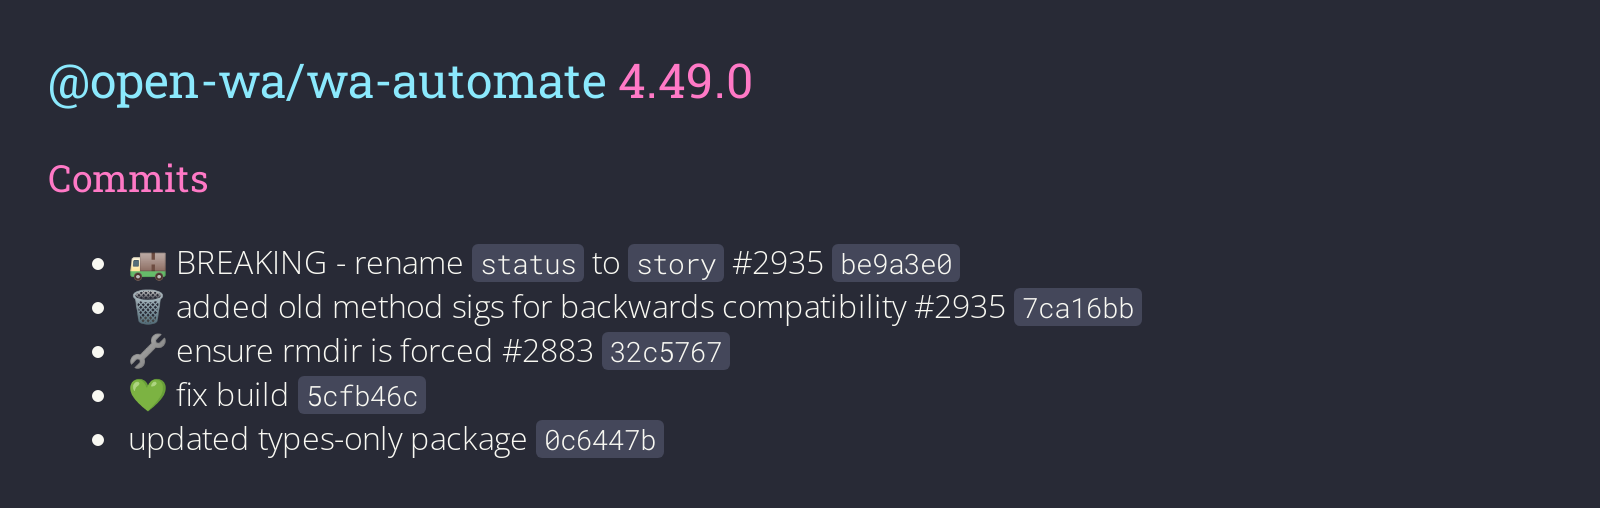 @open-wa/wa-automate 4.49.0
Commits
🚚 BREAKING - rename status to story #2935 be9a3e0
🗑️ added old method sigs for backwards compatibility #2935 7ca16bb
🔧 ensure rmdir is forced #2883 32c5767
💚 fix build 5cfb46c
updated types-only package 0c6447b